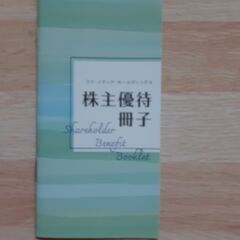 株主優待
冊子
Shareholder
Benefit
Booklet